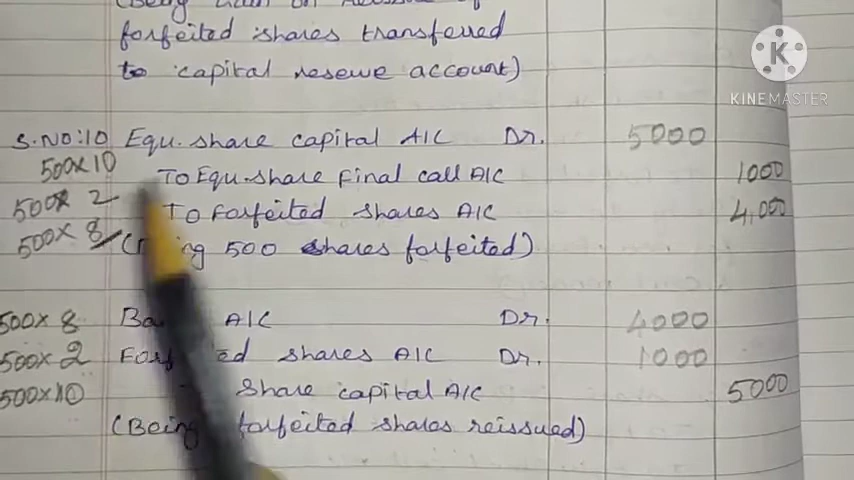 forfeited shares transferred
to capital reserve account)
KINEMASTER
S.NO:10 Equ.share capital A/C Dr. 5000
500x10 To Equ.share final call A/C 1000
500x 2 To Forfeited shares A/C 4,000
500x 8 500 shares forfeited)
500x 8 A/C Dr. 4000
500x 2 shares A/C Dr. 1000
500x10 share capital A/C 5000
(Being forfeited shares reissued)